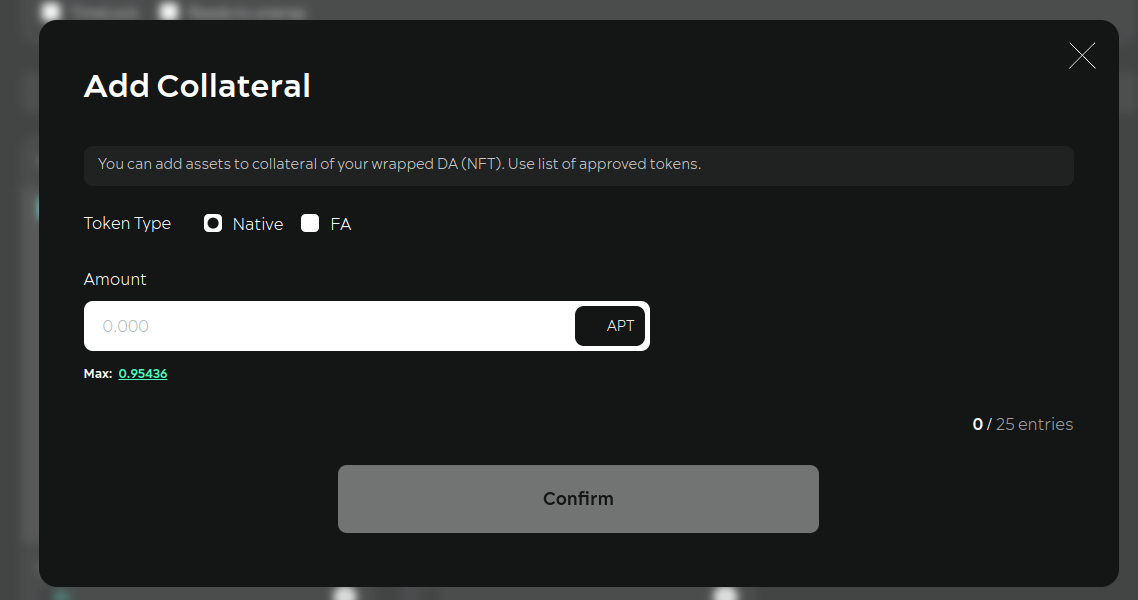 Add Collateral
You can add assets to collateral of your wrapped DA (NFT). Use list of approved tokens.
Token Type Native FA
Amount
0.000 APT
Max: 0.95436
0 / 25 entries
Confirm